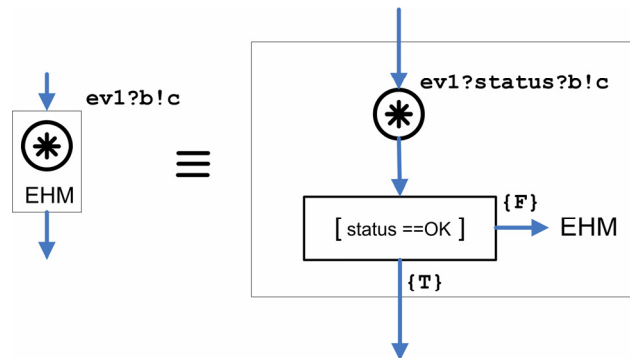 ev1?b!c
EHM
≡
ev1?status?b!c
[ status ==OK ]
{F}
EHM
{T}